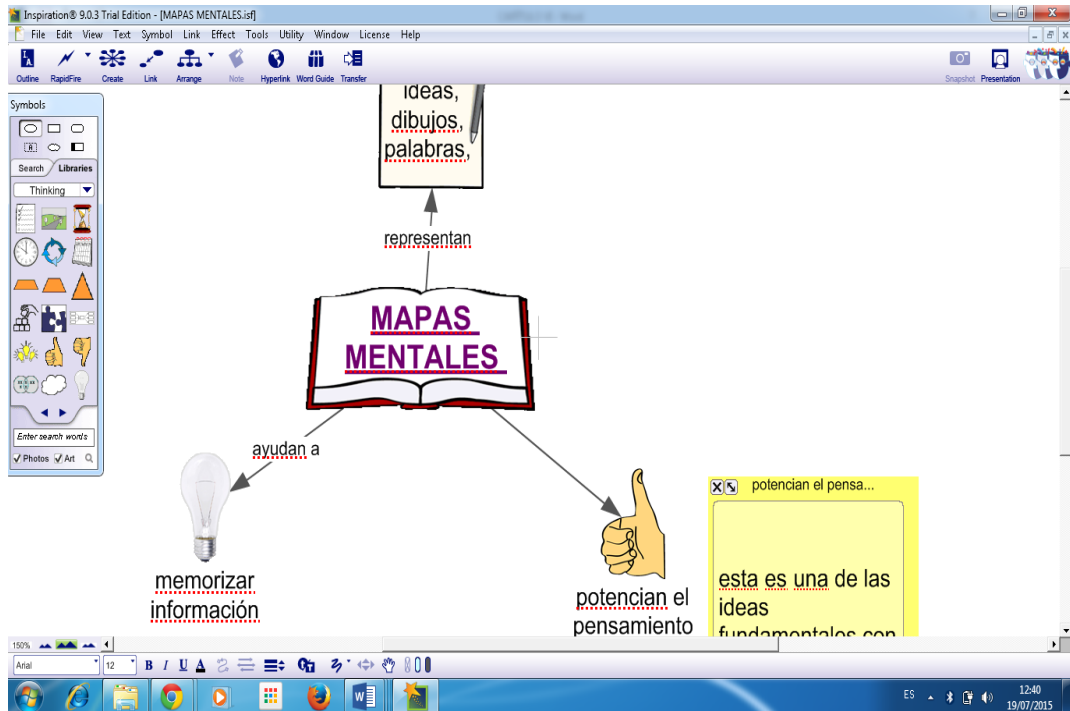 Inspiration® 9.0.3 Trial Edition - [MAPAS MENTALES.isf]
File Edit View Text Symbol Link Effect Tools Utility Window License Help
Outline RapidFire Create Link Arrange Note Hyperlink Word Guide Transfer Snapshot Presentation
Symbols
Search Libraries
Thinking
Enter search words
Photos Art
ideas,
dibujos,
palabras,
representan
MAPAS
MENTALES
ayudan a
memorizar
información
potencian el
pensamiento
potencian el pensa...
esta es una de las
ideas
fundamentales con
150%
Arial 12 B I U A
ES 12:40
19/07/2015